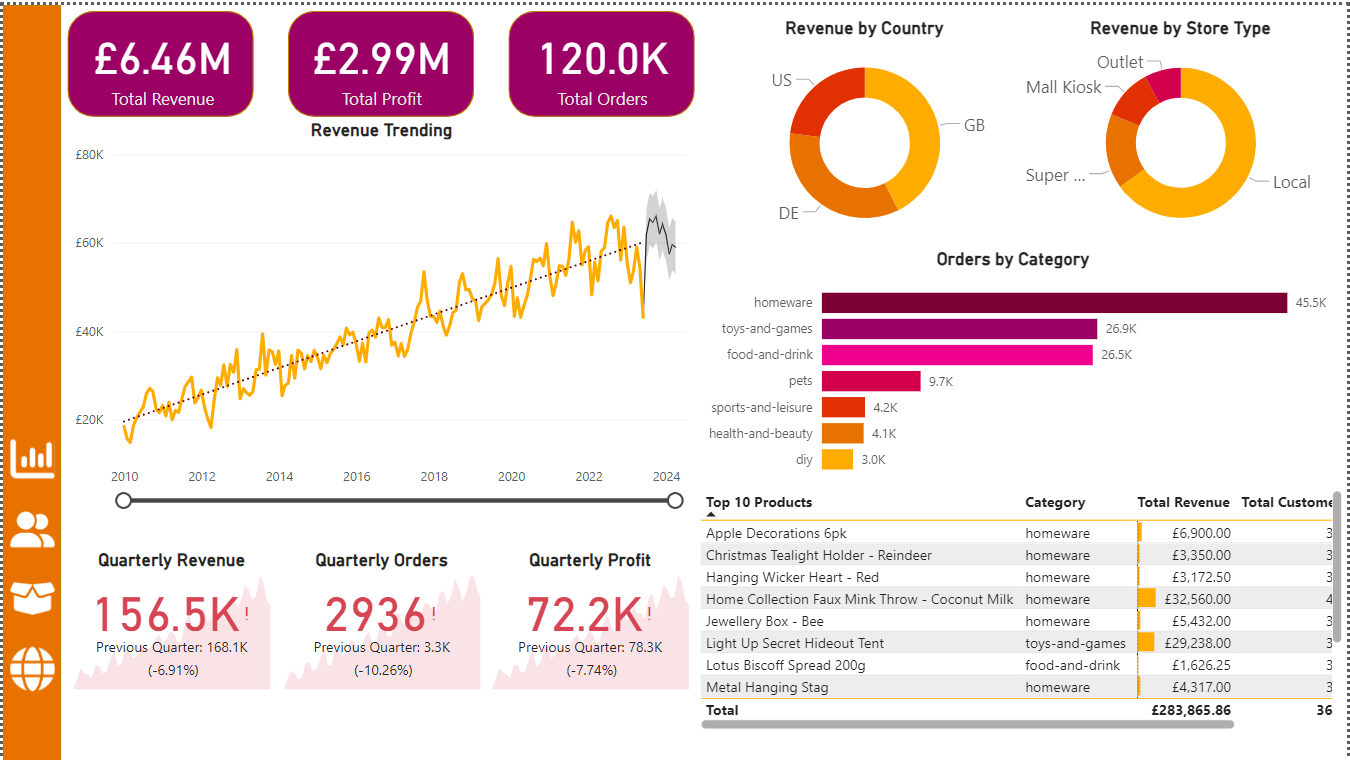 £6.46M
Total Revenue
£2.99M
Total Profit
120.0K
Total Orders
Revenue Trending
£80K
£60K
£40K
£20K
2010 2012 2014 2016 2018 2020 2022 2024
Quarterly Revenue
156.5K!
Previous Quarter: 168.1K
(-6.91%)
Quarterly Orders
2936!
Previous Quarter: 3.3K
(-10.26%)
Quarterly Profit
72.2K!
Previous Quarter: 78.3K
(-7.74%)
Revenue by Country
US
GB
DE
Revenue by Store Type
Outlet
Mall Kiosk
Super ...
Local
Orders by Category
homeware 45.5K
toys-and-games 26.9K
food-and-drink 26.5K
pets 9.7K
sports-and-leisure 4.2K
health-and-beauty 4.1K
diy 3.0K
Top 10 Products Category Total Revenue Total Custome
Apple Decorations 6pk homeware £6,900.00 3
Christmas Tealight Holder - Reindeer homeware £3,350.00 3
Hanging Wicker Heart - Red homeware £3,172.50 3
Home Collection Faux Mink Throw - Coconut Milk homeware £32,560.00 4
Jewellery Box - Bee homeware £5,432.00 3
Light Up Secret Hideout Tent toys-and-games £29,238.00 3
Lotus Biscoff Spread 200g food-and-drink £1,626.25 3
Metal Hanging Stag homeware £4,317.00 3
Total £283,865.86 36